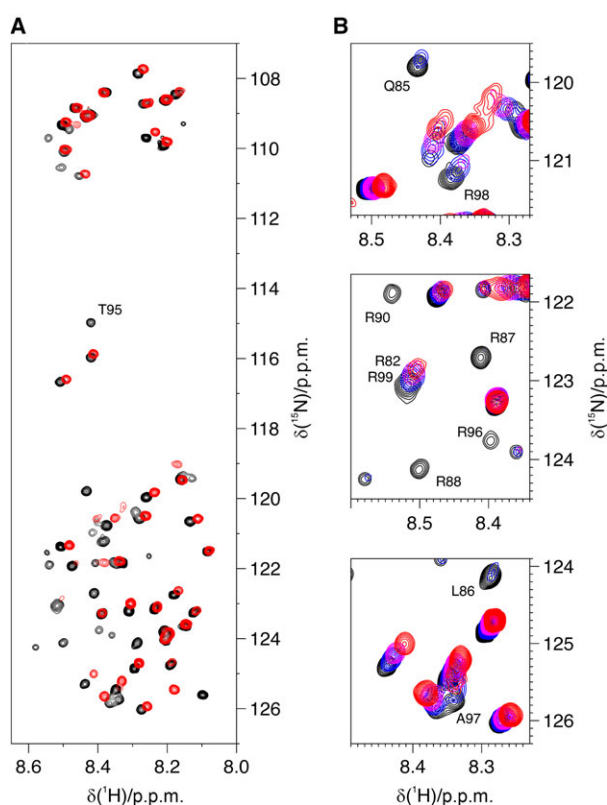 A
108
110
112
T95
114
116
118
120
122
124
126
δ(¹⁵N)/p.p.m.
8.6 8.4 8.2 8.0
δ(¹H)/p.p.m.
B
Q85
R98
120
121
8.5 8.4 8.3
R90
R87
R82
R99
R96
R88
122
123
124
δ(¹⁵N)/p.p.m.
8.5 8.4
L86
A97
124
125
126
8.4 8.3
δ(¹H)/p.p.m.